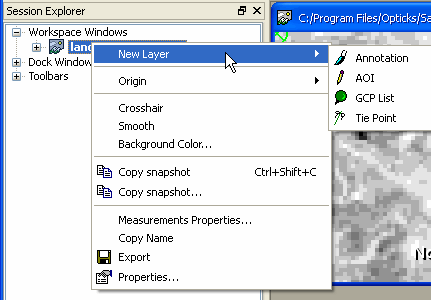 Session Explorer
C:/Program Files/Opticks/Sa
Workspace Windows
land
Dock Window
Toolbars
New Layer
Origin
Crosshair
Smooth
Background Color...
Copy snapshot Ctrl+Shift+C
Copy snapshot...
Measurements Properties...
Copy Name
Export
Properties...
Annotation
AOI
GCP List
Tie Point
No